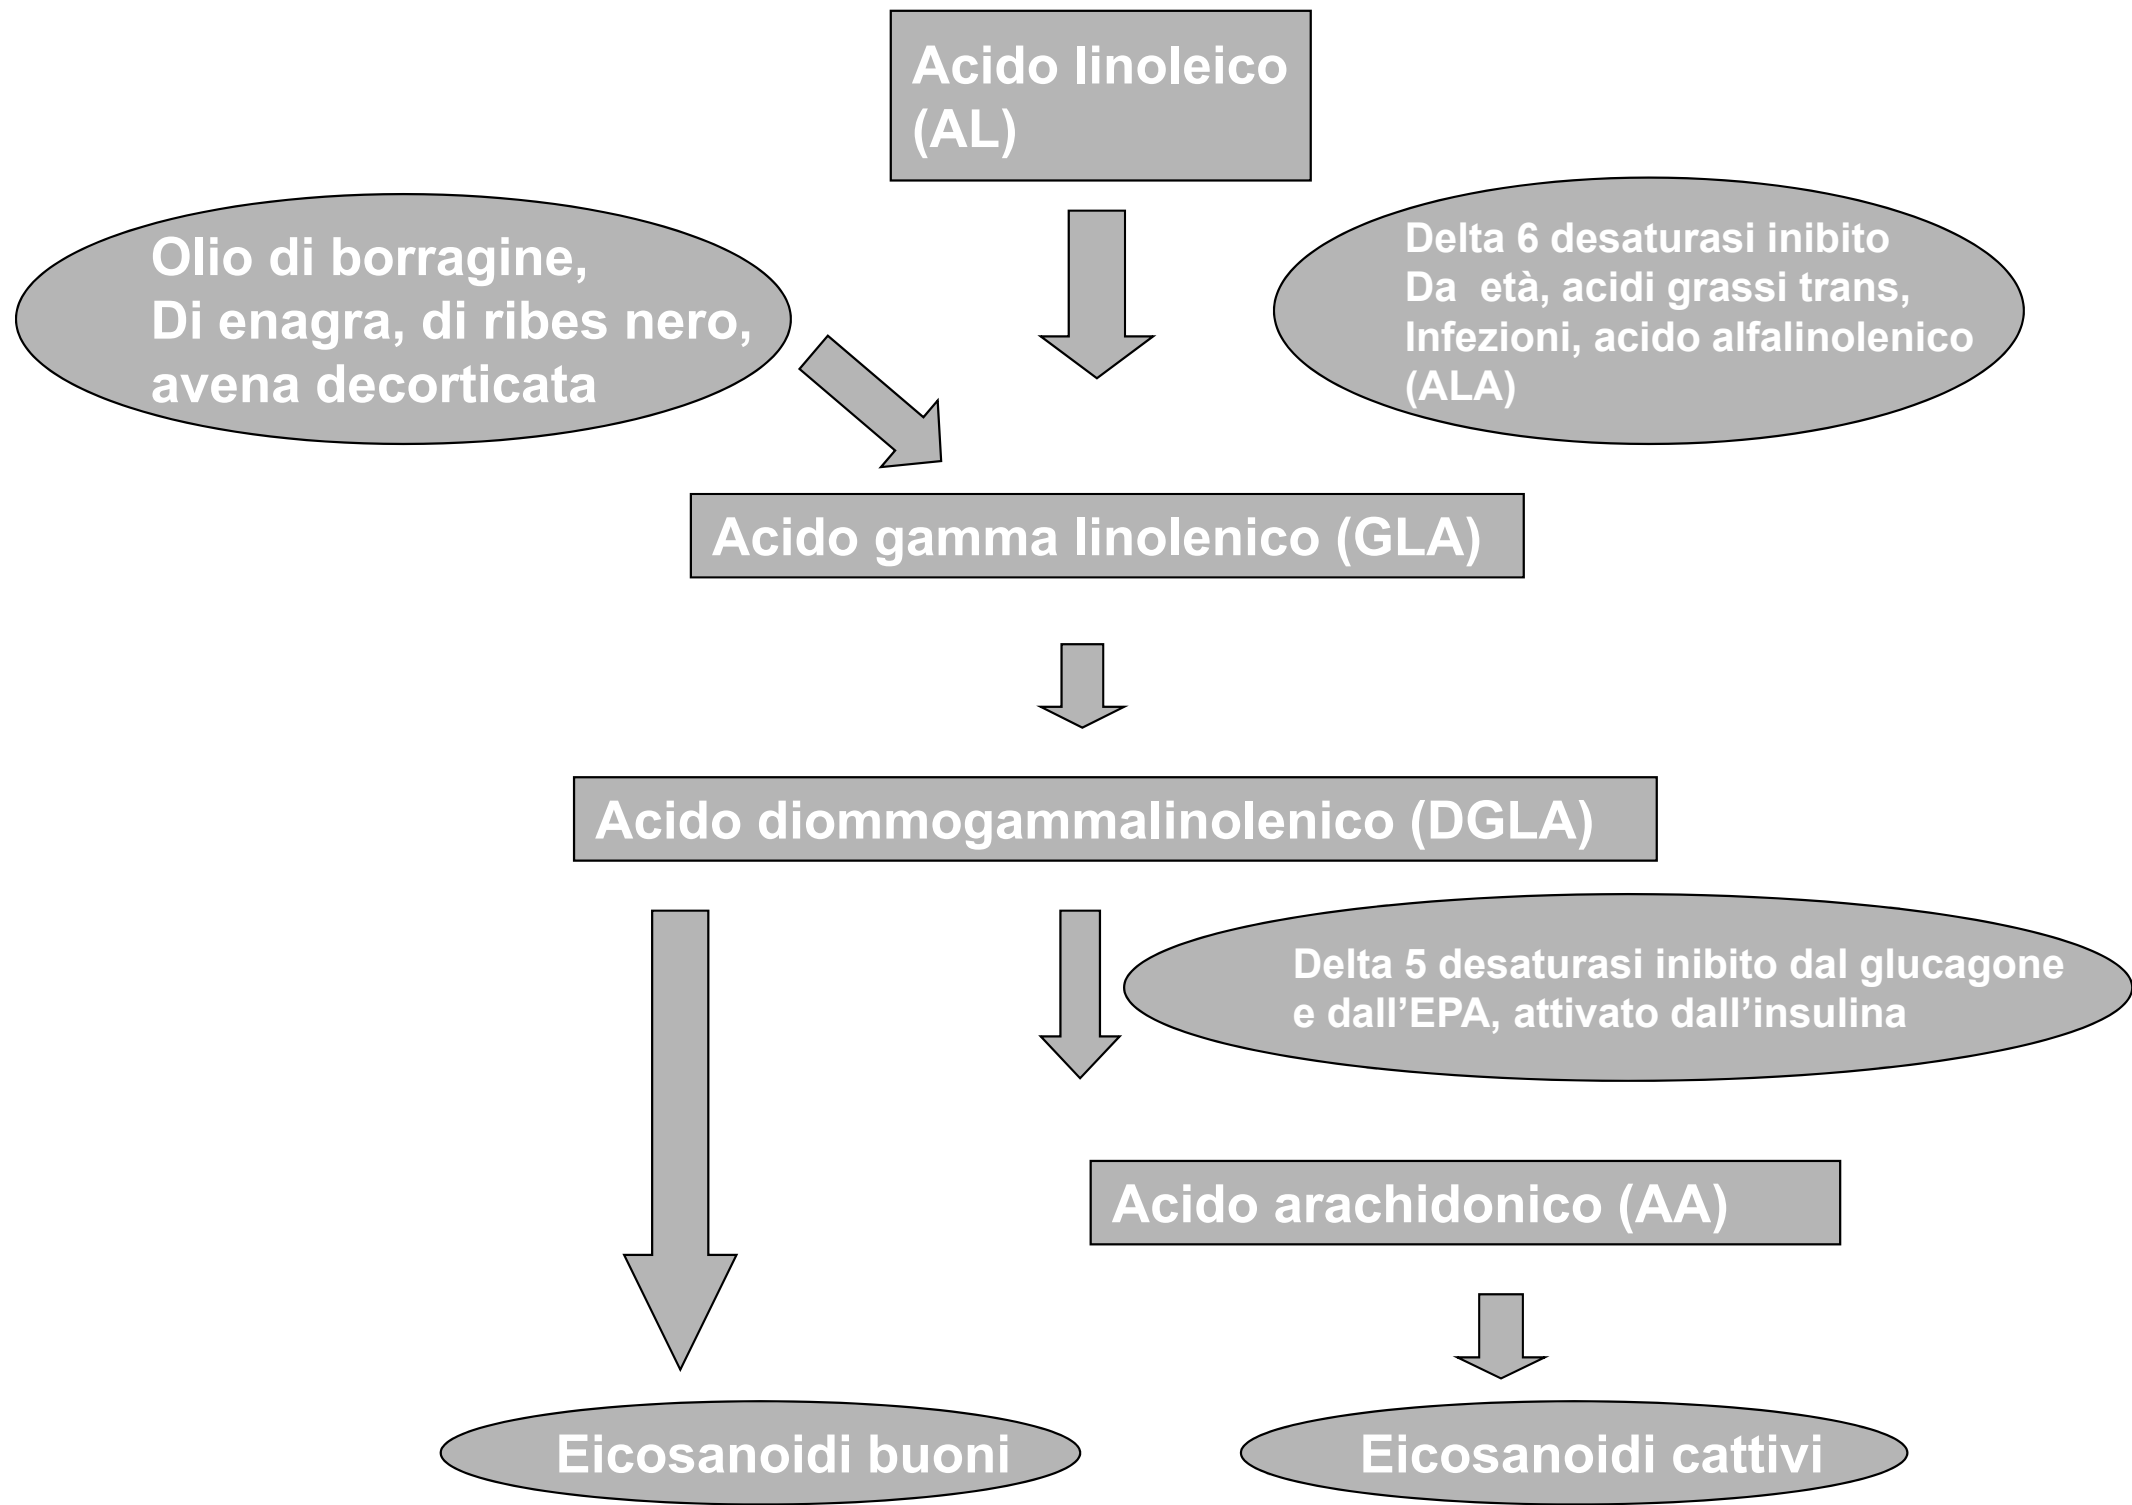 Acido linoleico
(AL)
Olio di borragine,
Di enagra, di ribes nero,
avena decorticata
Delta 6 desaturasi inibito
Da età, acidi grassi trans,
Infezioni, acido alfalinolenico
(ALA)
Acido gamma linolenico (GLA)
Acido diommogammalinolenico (DGLA)
Delta 5 desaturasi inibito dal glucagone
e dall'EPA, attivato dall'insulina
Acido arachidonico (AA)
Eicosanoidi buoni
Eicosanoidi cattivi